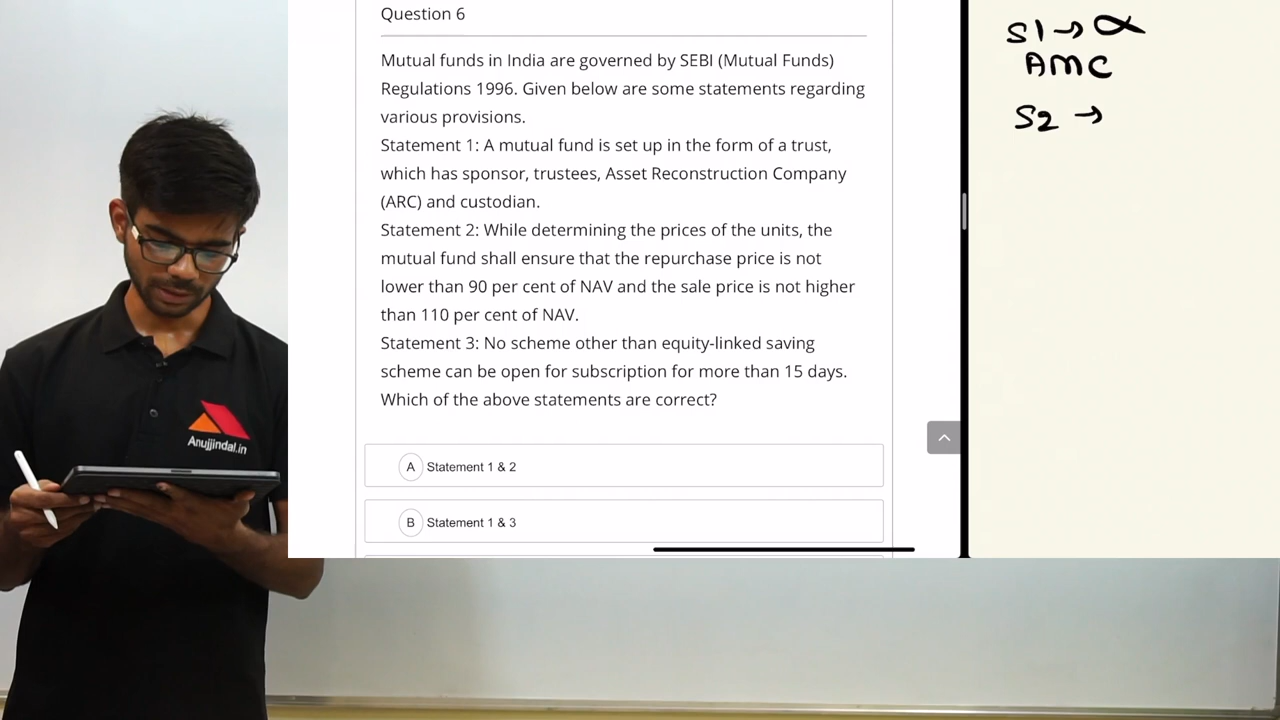 Question 6
Mutual funds in India are governed by SEBI (Mutual Funds)
Regulations 1996. Given below are some statements regarding
various provisions.
Statement 1: A mutual fund is set up in the form of a trust,
which has sponsor, trustees, Asset Reconstruction Company
(ARC) and custodian.
Statement 2: While determining the prices of the units, the
mutual fund shall ensure that the repurchase price is not
lower than 90 per cent of NAV and the sale price is not higher
than 110 per cent of NAV.
Statement 3: No scheme other than equity-linked saving
scheme can be open for subscription for more than 15 days.
Which of the above statements are correct?
A Statement 1 & 2
B Statement 1 & 3
S1 →
AMC
S2 →
Anujjindal.in